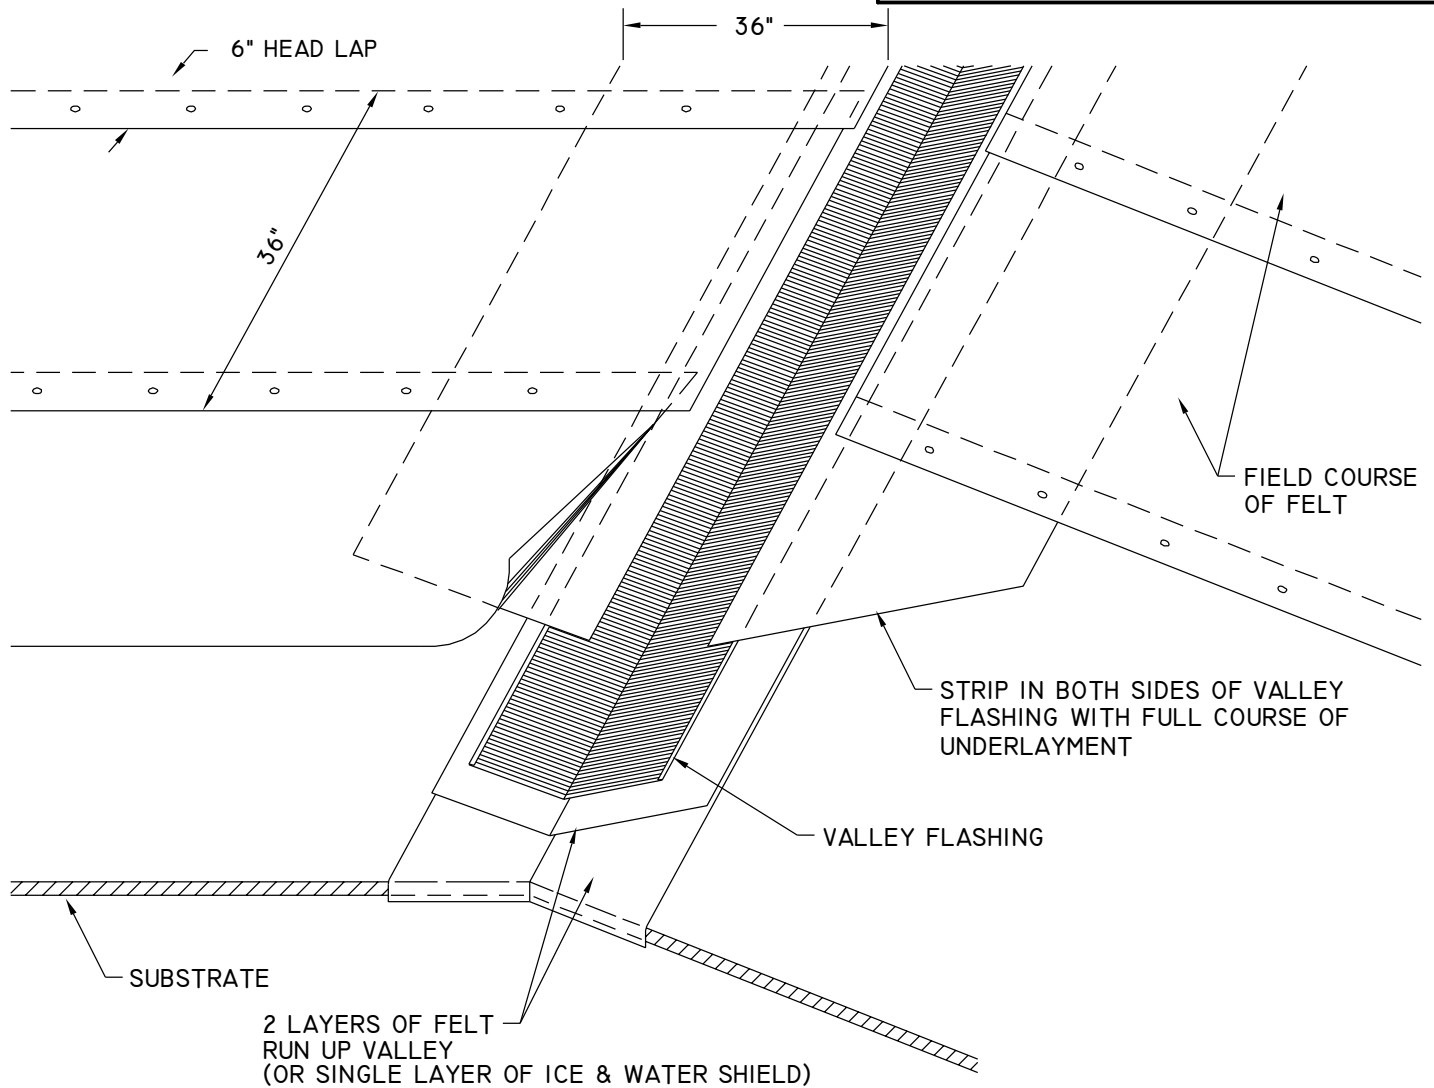 36"
6" HEAD LAP
36"
FIELD COURSE
OF FELT
STRIP IN BOTH SIDES OF VALLEY
FLASHING WITH FULL COURSE OF
UNDERLAYMENT
VALLEY FLASHING
SUBSTRATE
2 LAYERS OF FELT
RUN UP VALLEY
(OR SINGLE LAYER OF ICE & WATER SHIELD)